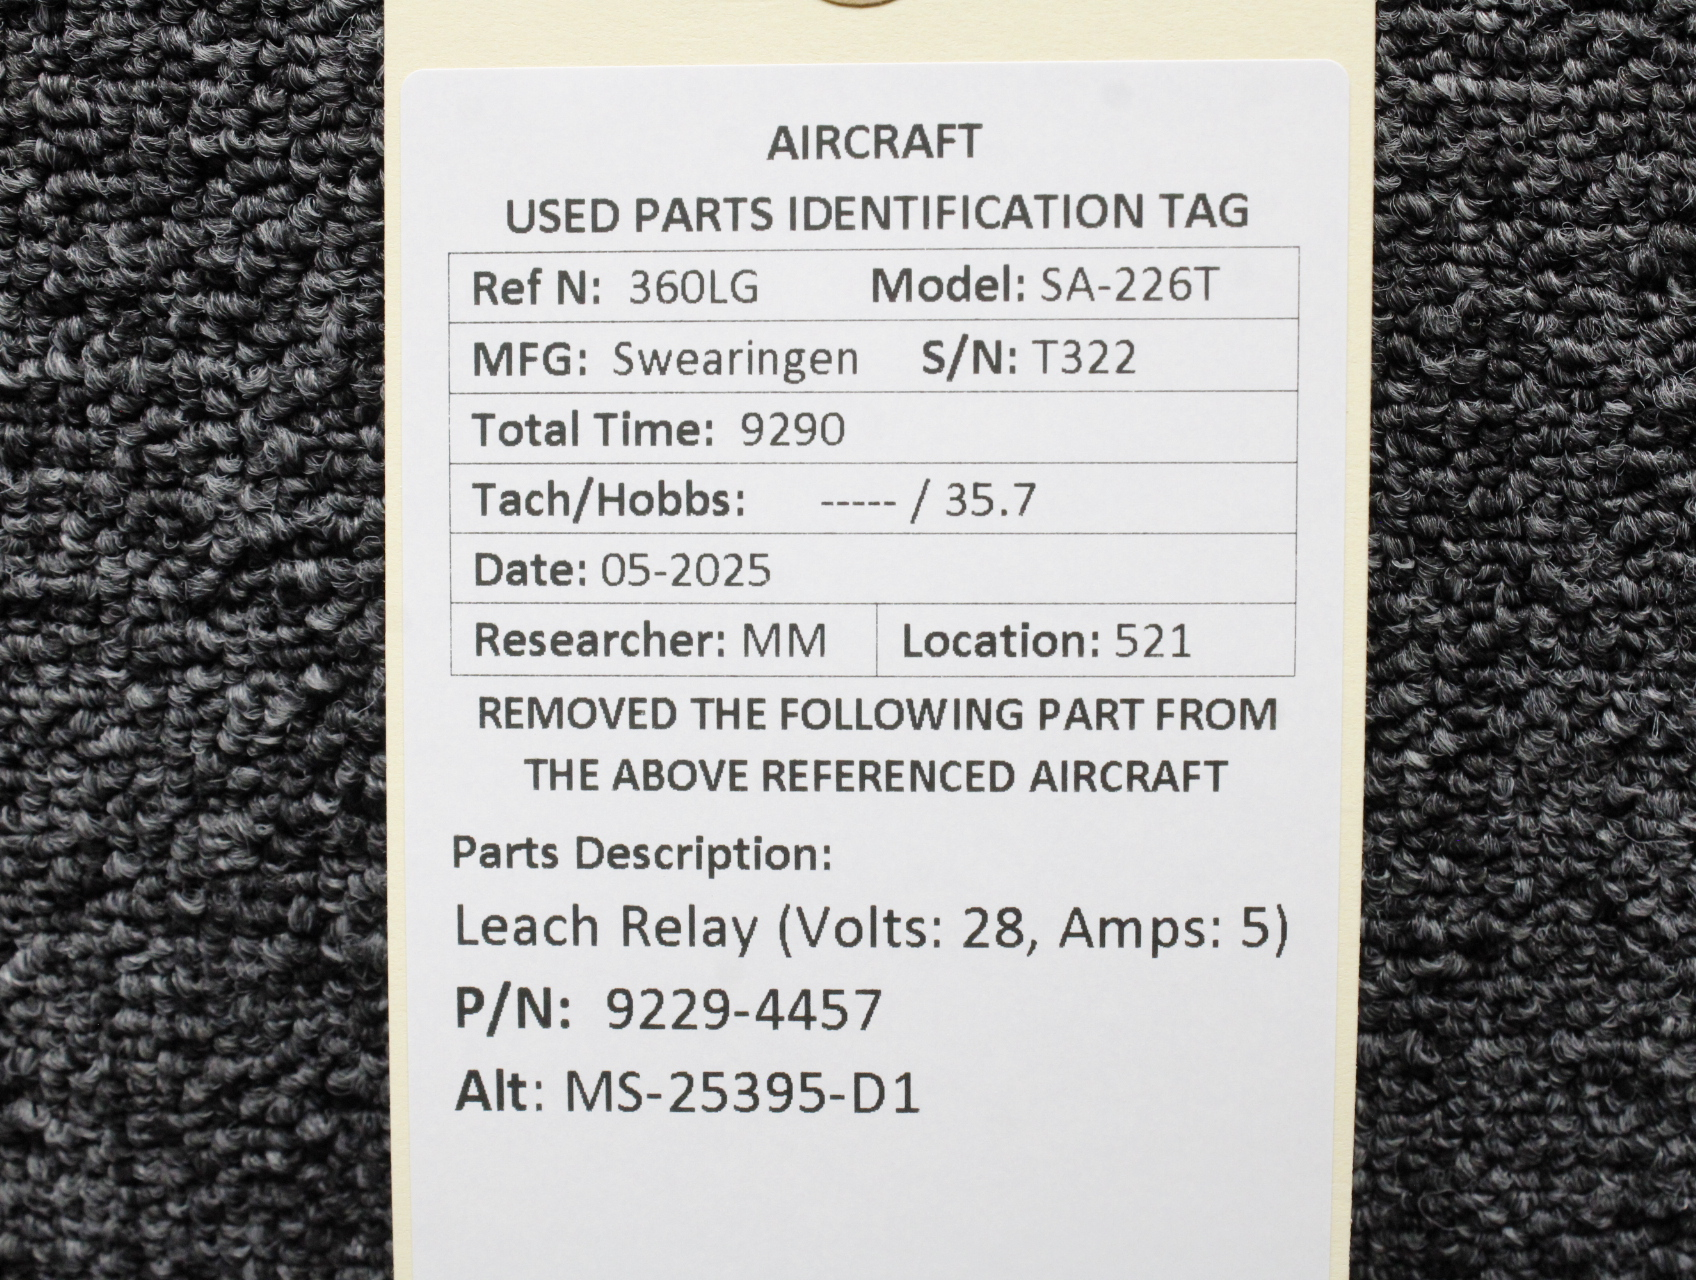 AIRCRAFT
USED PARTS IDENTIFICATION TAG
Ref N: 360LG Model: SA-226T
MFG: Swearingen S/N: T322
Total Time: 9290
Tach/Hobbs: ----- / 35.7
Date: 05-2025
Researcher: MM Location: 521
REMOVED THE FOLLOWING PART FROM
THE ABOVE REFERENCED AIRCRAFT
Parts Description:
Leach Relay (Volts: 28, Amps: 5)
P/N: 9229-4457
Alt: MS-25395-D1